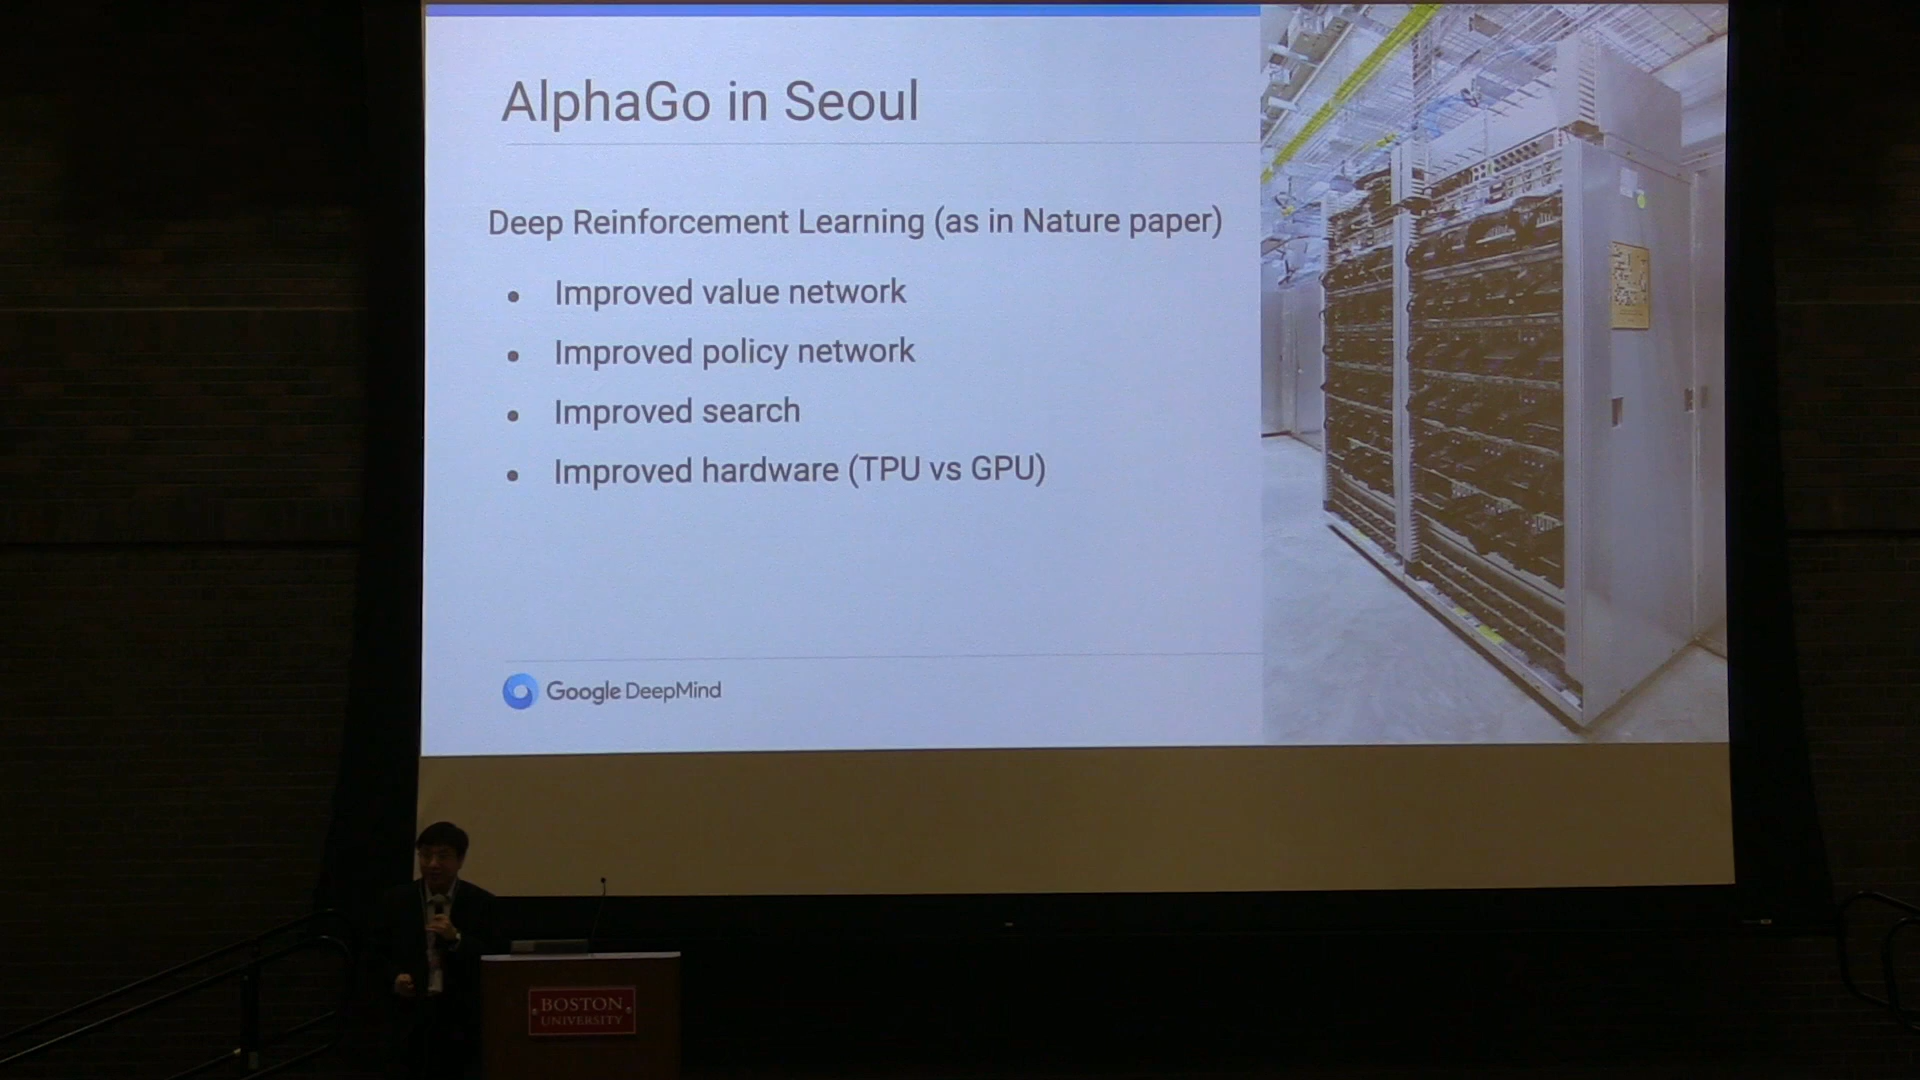 AlphaGo in Seoul
Deep Reinforcement Learning (as in Nature paper)
• Improved value network
• Improved policy network
• Improved search
• Improved hardware (TPU vs GPU)
Google DeepMind
BOSTON
UNIVERSITY